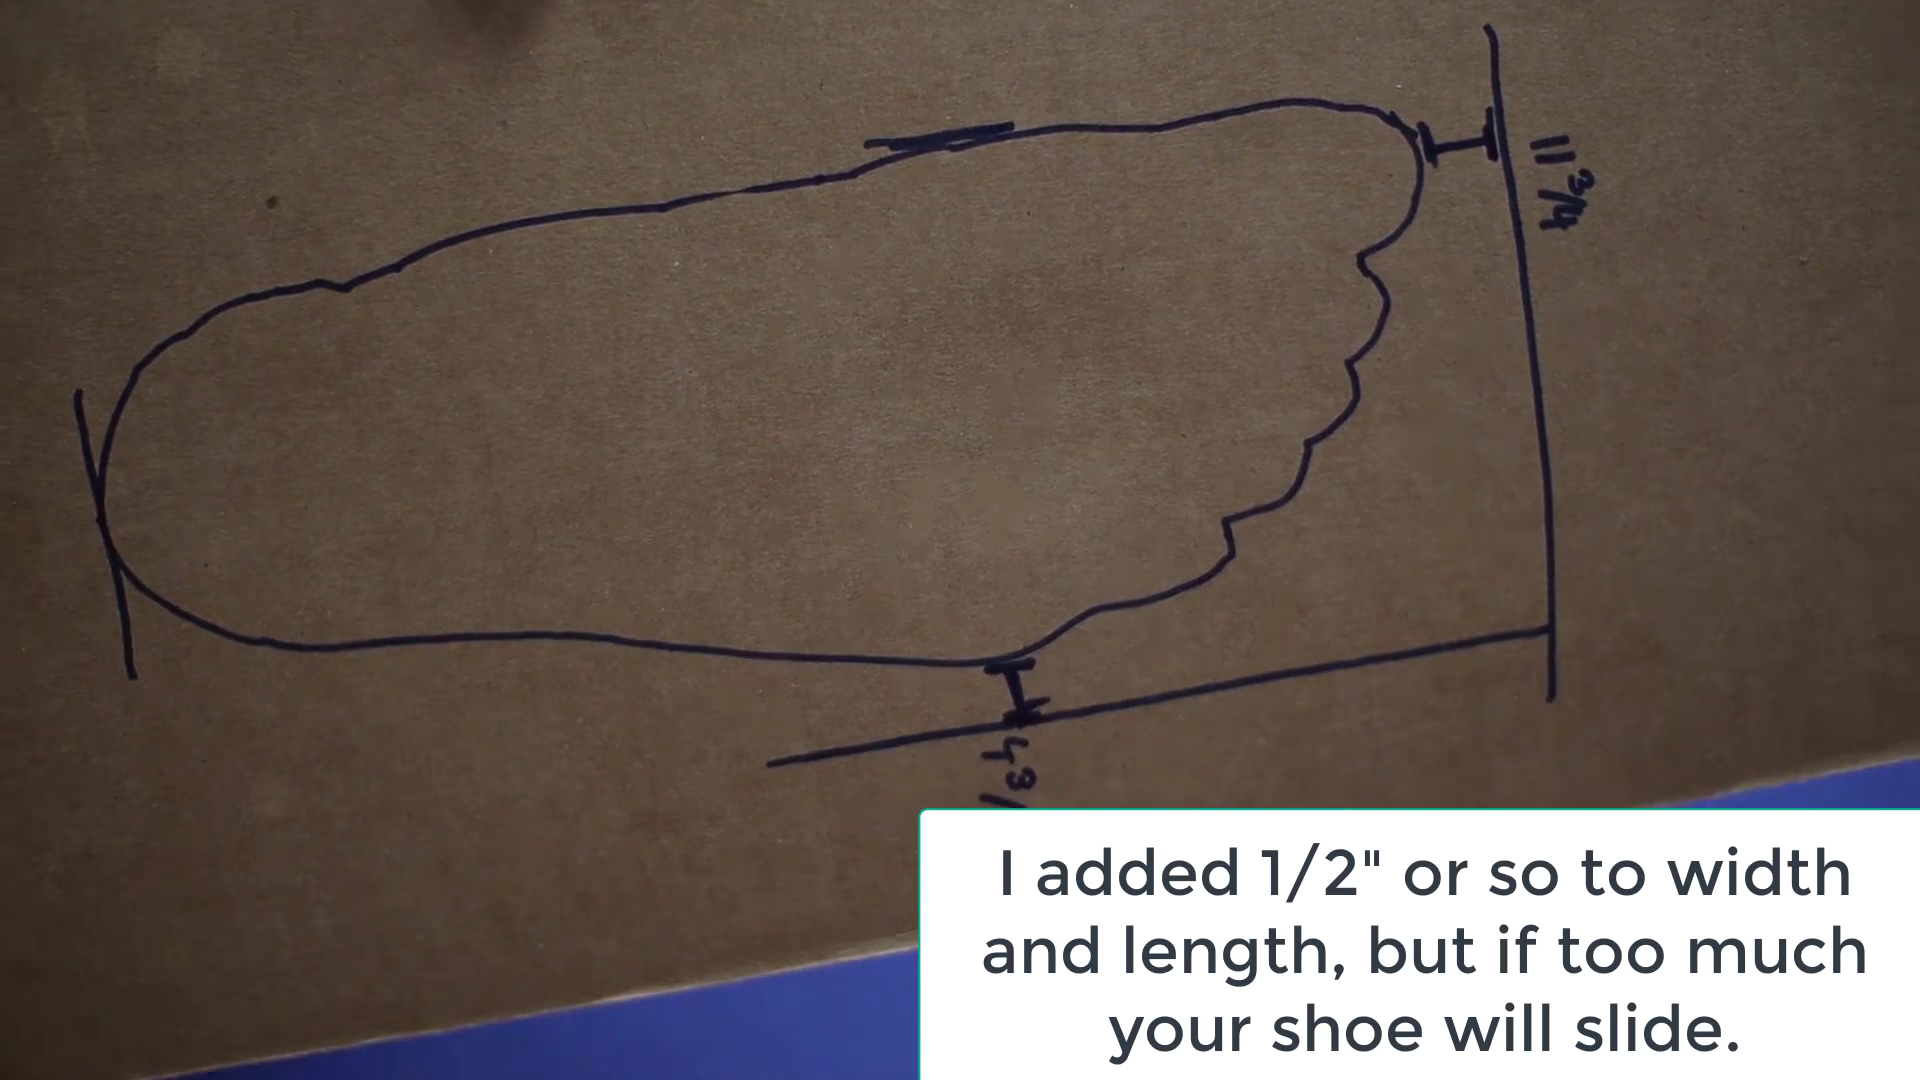 11 3/4
4 3/
I added 1/2" or so to width
and length, but if too much
your shoe will slide.